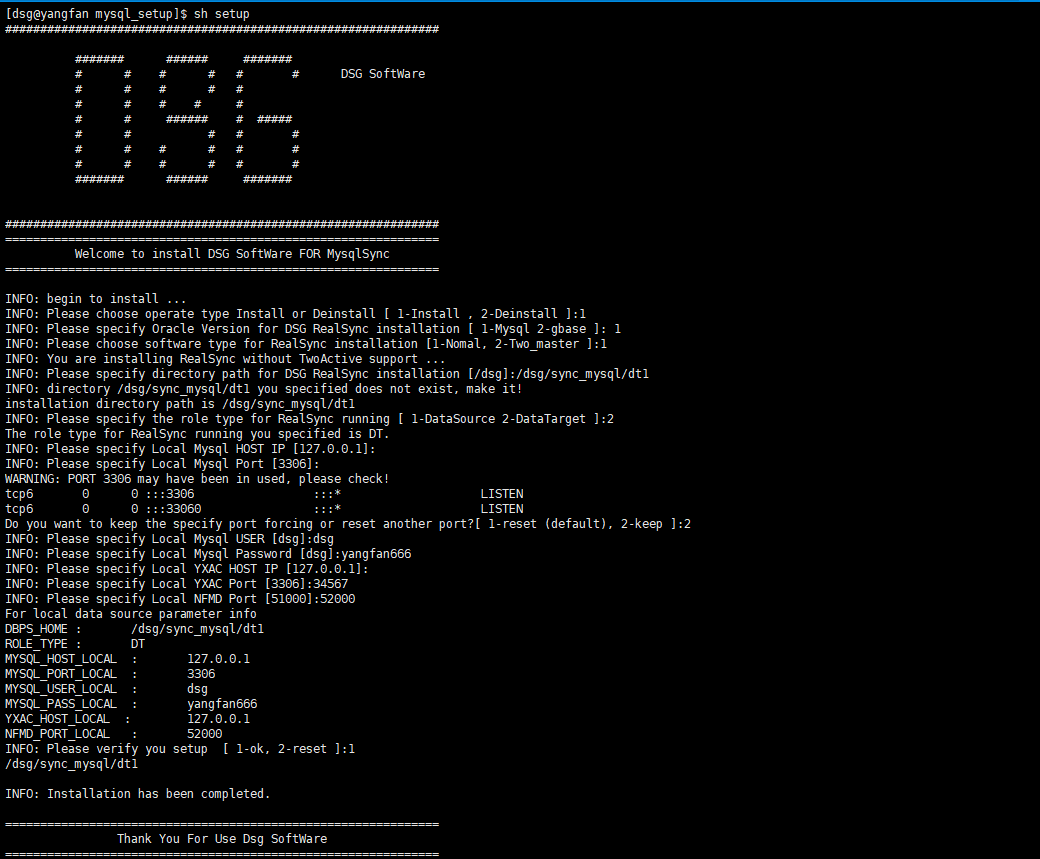 [dsg@yangfan mysql_setup]$ sh setup
##############################################################

          #######      ######     #######
          #      #    #      #   #       #      DSG SoftWare
          #      #    #      #   #
          #      #    #    #     #
          #      #     ######    #  #####
          #      #           #   #       #
          #      #    #      #   #       #
          #      #    #      #   #       #
          #######      ######     #######


##############################################################
==============================================================
          Welcome to install DSG SoftWare FOR MysqlSync
==============================================================

INFO: begin to install ...
INFO: Please choose operate type Install or Deinstall [ 1-Install , 2-Deinstall ]:1
INFO: Please specify Oracle Version for DSG RealSync installation [ 1-Mysql 2-gbase ]: 1
INFO: Please choose software type for RealSync installation [1-Nomal, 2-Two_master ]:1
INFO: You are installing RealSync without TwoActive support ...
INFO: Please specify directory path for DSG RealSync installation [/dsg]:/dsg/sync_mysql/dt1
INFO: directory /dsg/sync_mysql/dt1 you specified does not exist, make it!
installation directory path is /dsg/sync_mysql/dt1
INFO: Please specify the role type for RealSync running [ 1-DataSource 2-DataTarget ]:2
The role type for RealSync running you specified is DT.
INFO: Please specify Local Mysql HOST IP [127.0.0.1]:
INFO: Please specify Local Mysql Port [3306]:
WARNING: PORT 3306 may have been in used, please check!
tcp6       0      0 :::3306                 :::*                    LISTEN
tcp6       0      0 :::33060                :::*                    LISTEN
Do you want to keep the specify port forcing or reset another port?[ 1-reset (default), 2-keep ]:2
INFO: Please specify Local Mysql USER [dsg]:dsg
INFO: Please specify Local Mysql Password [dsg]:yangfan666
INFO: Please specify Local YXAC HOST IP [127.0.0.1]:
INFO: Please specify Local YXAC Port [3306]:34567
INFO: Please specify Local NFMD Port [51000]:52000
For local data source parameter info
DBPS_HOME :       /dsg/sync_mysql/dt1
ROLE_TYPE :       DT
MYSQL_HOST_LOCAL  :       127.0.0.1
MYSQL_PORT_LOCAL  :       3306
MYSQL_USER_LOCAL  :       dsg
MYSQL_PASS_LOCAL  :       yangfan666
YXAC_HOST_LOCAL  :        127.0.0.1
NFMD_PORT_LOCAL   :       52000
INFO: Please verify you setup  [ 1-ok, 2-reset ]:1
/dsg/sync_mysql/dt1

INFO: Installation has been completed.

==============================================================
                Thank You For Use Dsg SoftWare
==============================================================